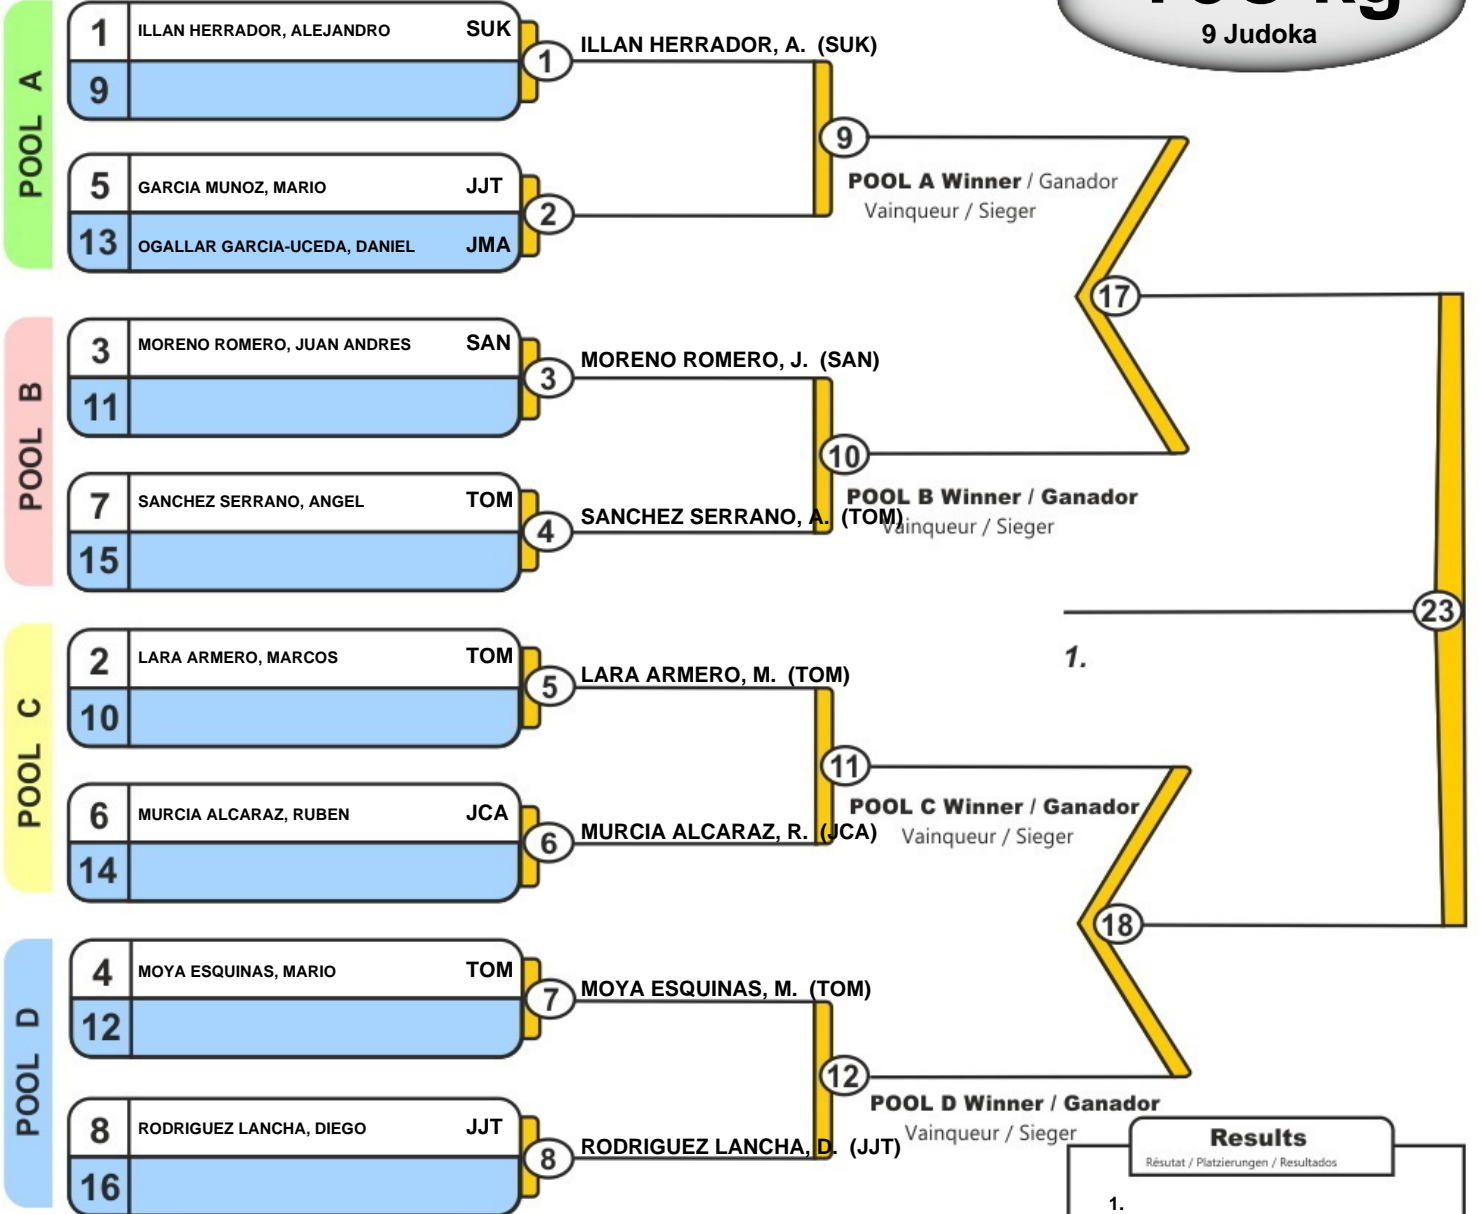 9 Judoka
POOL A
1 ILLAN HERRADOR, ALEJANDRO SUK
9
1
ILLAN HERRADOR, A. (SUK)
5 GARCIA MUNOZ, MARIO JJT
13 OGALLAR GARCIA-UCEDA, DANIEL JMA
2
9
POOL A Winner / Ganador
Vainqueur / Sieger
17
POOL B
3 MORENO ROMERO, JUAN ANDRES SAN
11
3
MORENO ROMERO, J. (SAN)
7 SANCHEZ SERRANO, ANGEL TOM
15
4
SANCHEZ SERRANO, A. (TOM)
10
POOL B Winner / Ganador
Vainqueur / Sieger
23
1.
POOL C
2 LARA ARMERO, MARCOS TOM
10
5
LARA ARMERO, M. (TOM)
6 MURCIA ALCARAZ, RUBEN JCA
14
6
MURCIA ALCARAZ, R. (JCA)
11
POOL C Winner / Ganador
Vainqueur / Sieger
18
POOL D
4 MOYA ESQUINAS, MARIO TOM
12
7
MOYA ESQUINAS, M. (TOM)
8 RODRIGUEZ LANCHA, DIEGO JJT
16
8
RODRIGUEZ LANCHA, D. (JJT)
12
POOL D Winner / Ganador
Vainqueur / Sieger
Results
Résutat / Platzierungen / Resultados
1.